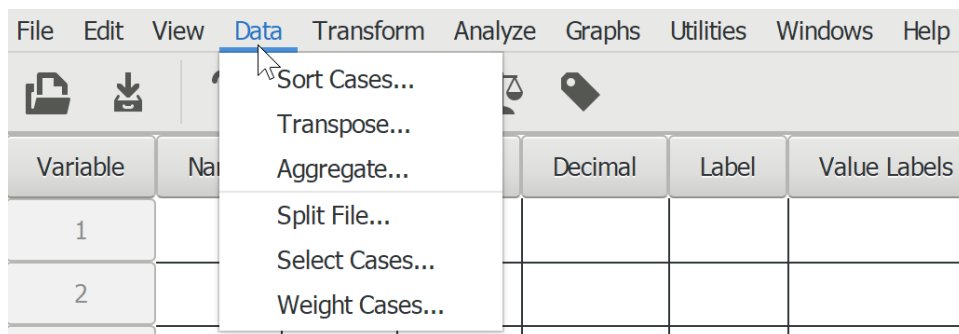 File Edit View Data Transform Analyze Graphs Utilities Windows Help
Sort Cases...
Transpose...
Aggregate...
Split File...
Select Cases...
Weight Cases...
Variable Decimal Label Value Labels
1
2